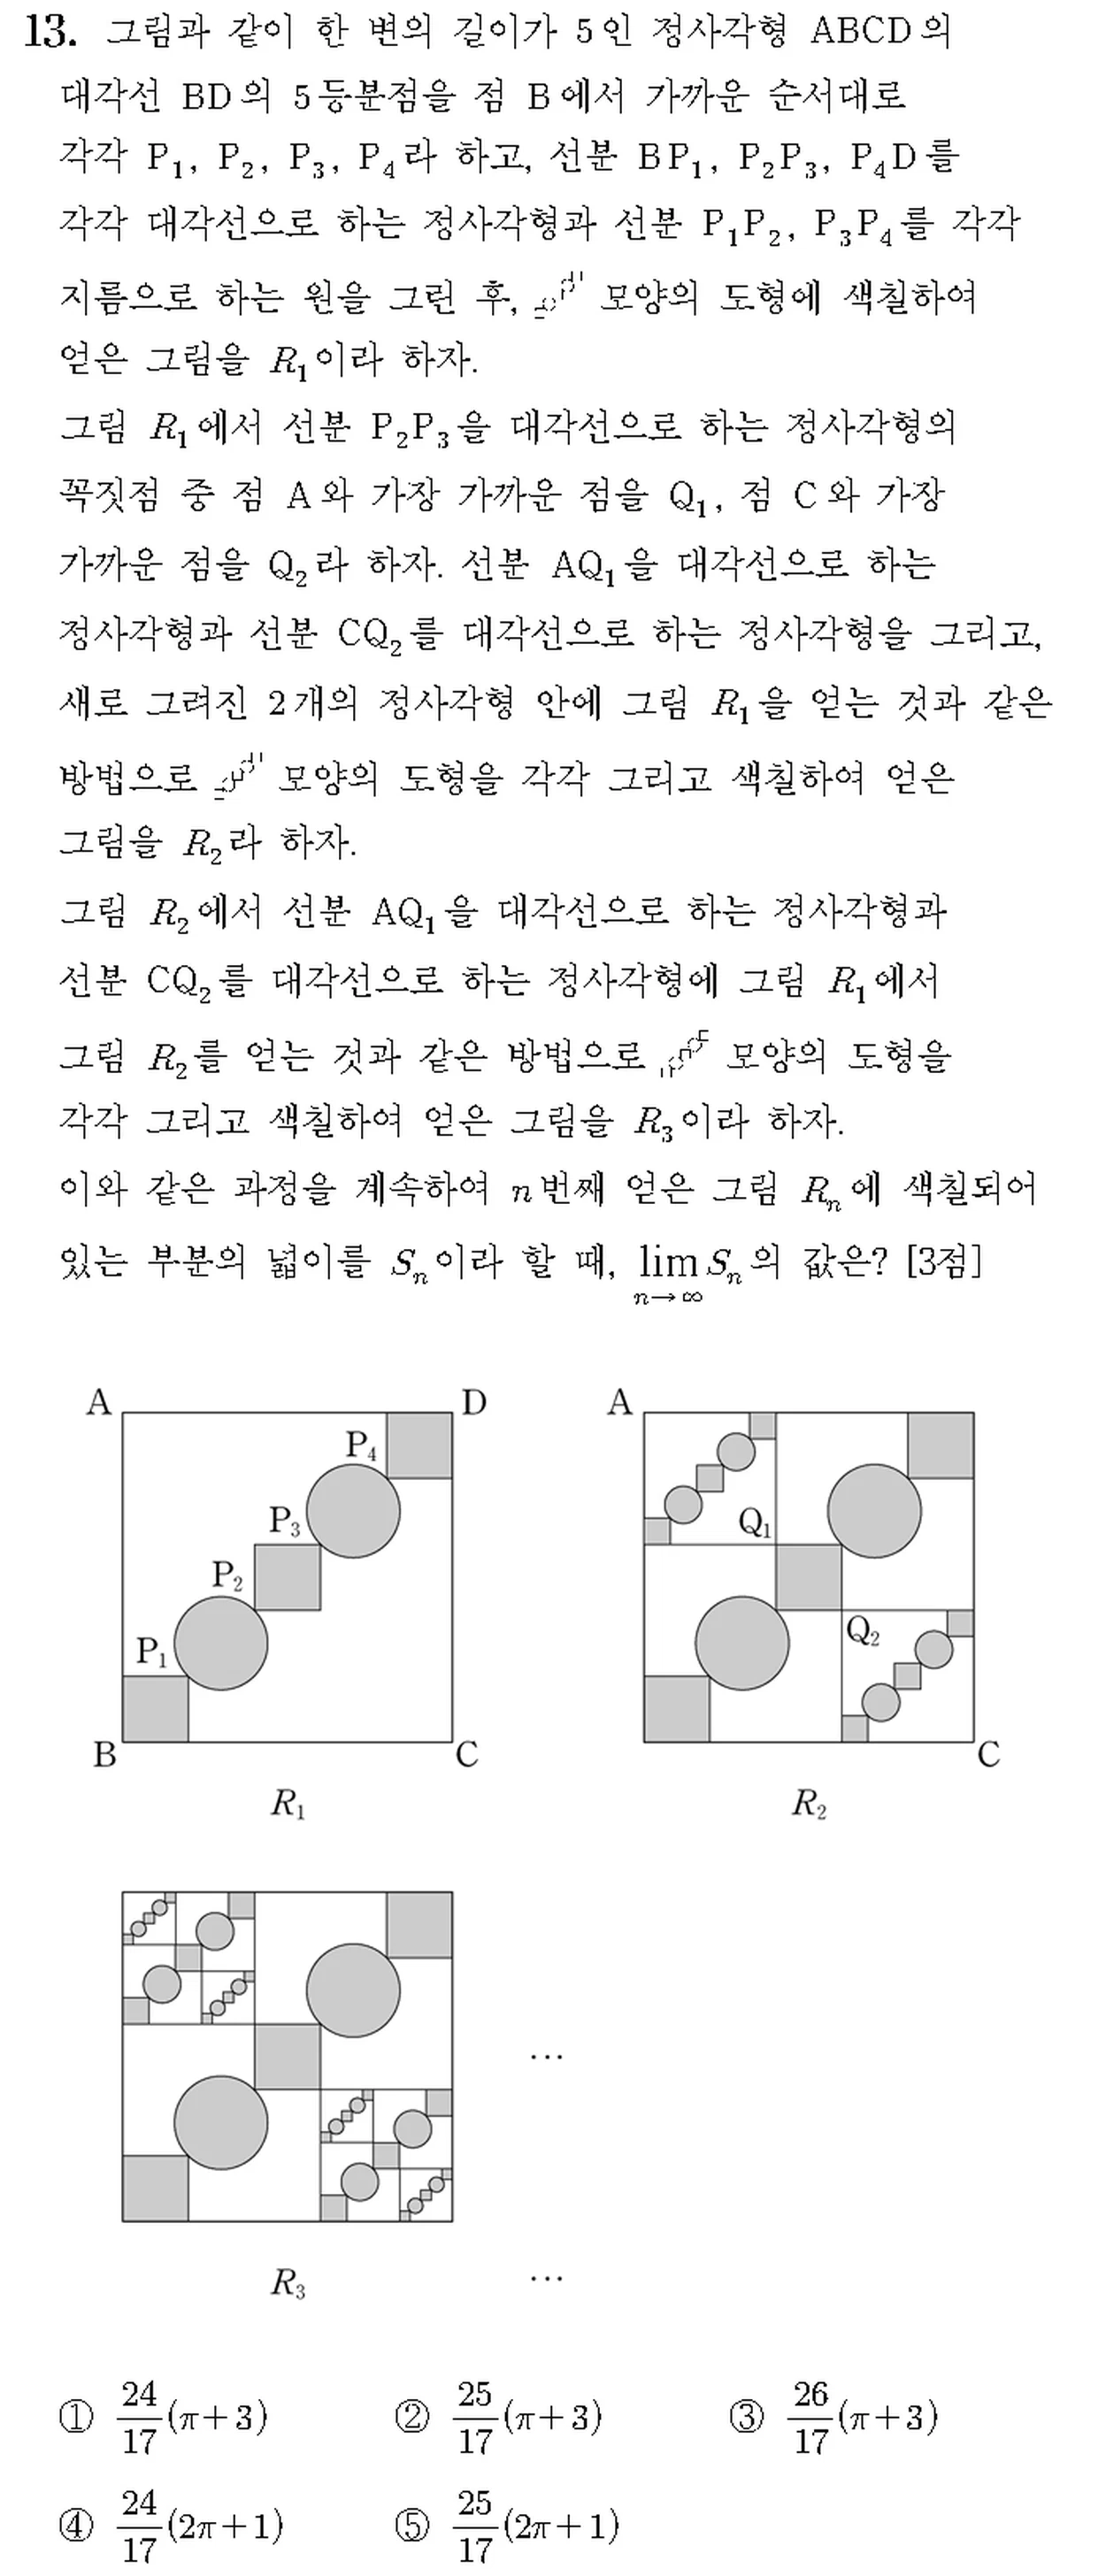 13. 그림과 같이 한 변의 길이가 5인 정사각형 ABCD의
대각선 BD의 5등분점을 점 B에서 가까운 순서대로
각각 P₁, P₂, P₃, P₄라 하고, 선분 BP₁, P₂P₃, P₄D를
각각 대각선으로 하는 정사각형과 선분 P₁P₂, P₃P₄를 각각
지름으로 하는 원을 그린 후, 모양의 도형에 색칠하여
얻은 그림을 R₁이라 하자.
그림 R₁에서 선분 P₂P₃을 대각선으로 하는 정사각형의
꼭짓점 중 점 A와 가장 가까운 점을 Q₁, 점 C와 가장
가까운 점을 Q₂라 하자. 선분 AQ₁을 대각선으로 하는
정사각형과 선분 CQ₂를 대각선으로 하는 정사각형을 그리고,
새로 그려진 2개의 정사각형 안에 그림 R₁을 얻는 것과 같은
방법으로 모양의 도형을 각각 그리고 색칠하여 얻은
그림을 R₂라 하자.
그림 R₂에서 선분 AQ₁을 대각선으로 하는 정사각형과
선분 CQ₂를 대각선으로 하는 정사각형에 그림 R₁에서
그림 R₂를 얻는 것과 같은 방법으로 모양의 도형을
각각 그리고 색칠하여 얻은 그림을 R₃이라 하자.
이와 같은 과정을 계속하여 n번째 얻은 그림 Rₙ에 색칠되어
있는 부분의 넓이를 Sₙ이라 할 때, lim Sₙ의 값은? [3점]
n→∞
A D A
P₄
P₃ Q₁
P₂
P₁ Q₂
B C C
R₁ R₂
…
R₃ …
① 24/17(π+3) ② 25/17(π+3) ③ 26/17(π+3)
④ 24/17(2π+1) ⑤ 25/17(2π+1)